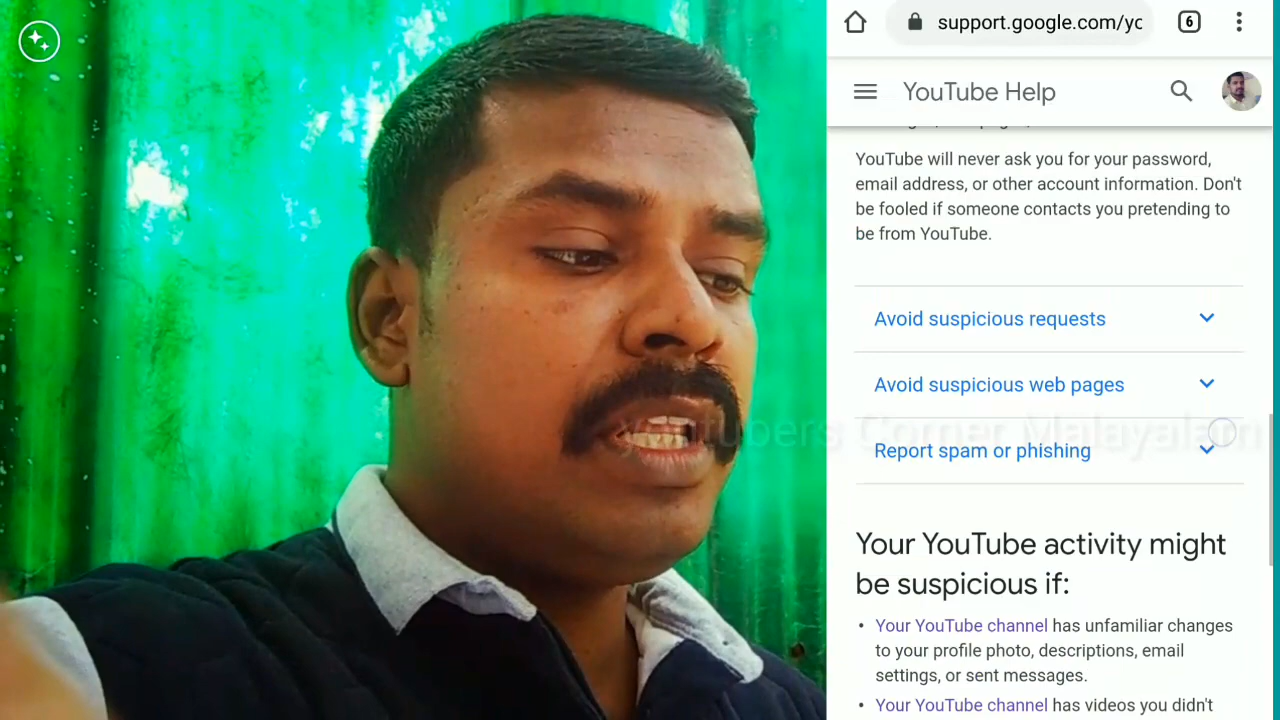 support.google.com/yc
6
YouTube Help
YouTube will never ask you for your password,
email address, or other account information. Don't
be fooled if someone contacts you pretending to
be from YouTube.
Avoid suspicious requests
Avoid suspicious web pages
youtubers Corner Malayalam
Report spam or phishing
Your YouTube activity might
be suspicious if:
• Your YouTube channel has unfamiliar changes
to your profile photo, descriptions, email
settings, or sent messages.
• Your YouTube channel has videos you didn't